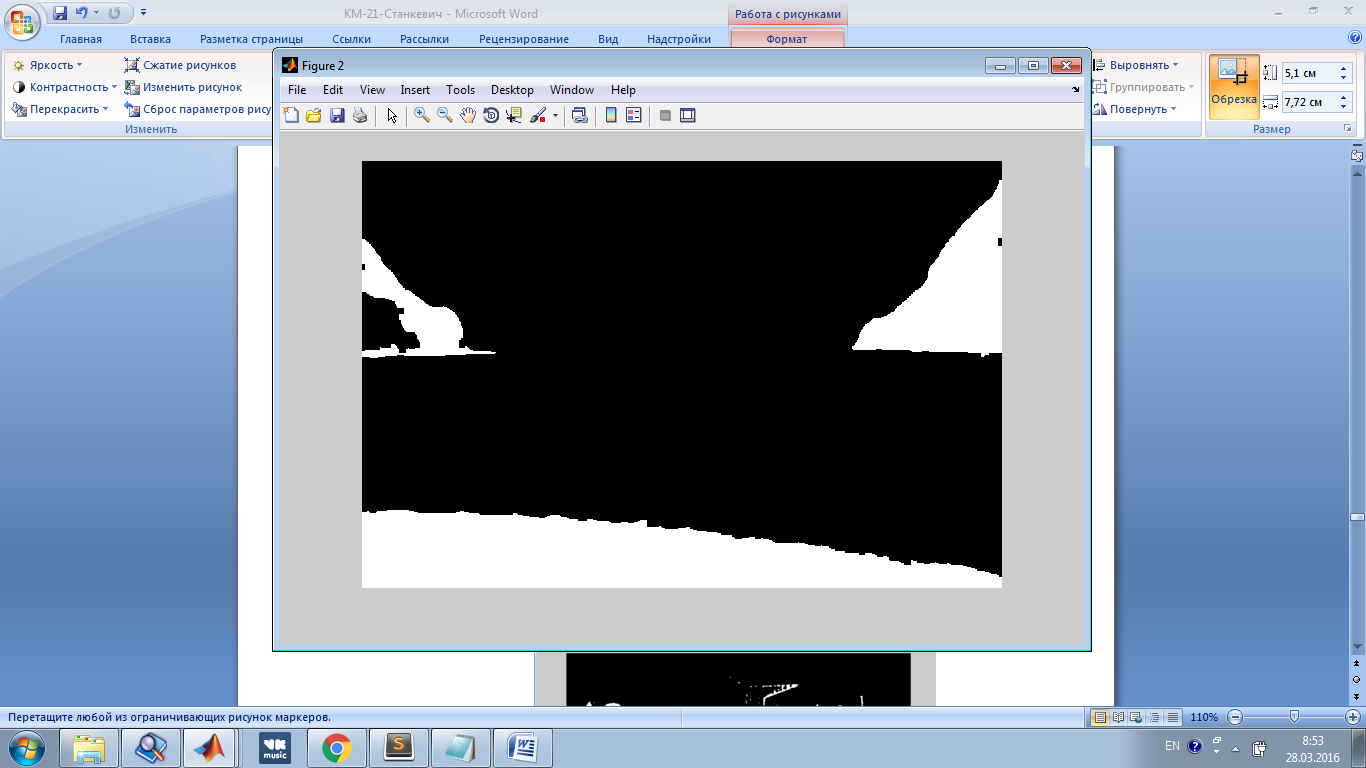 КМ-21-Станкевич - Microsoft Word
Работа с рисунками
Главная Вставка Разметка страницы Ссылки Рассылки Рецензирование Вид Надстройки Формат
Яркость Сжатие рисунков
Контрастность Изменить рисунок
Перекрасить Сброс параметров рису
Изменить
Выровнять
Группировать
Повернуть
Обрезка
5,1 см
7,72 см
Размер
Figure 2
File Edit View Insert Tools Desktop Window Help
Перетащите любой из ограничивающих рисунок маркеров.
110%
VK
music
S
W
EN
8:53
28.03.2016